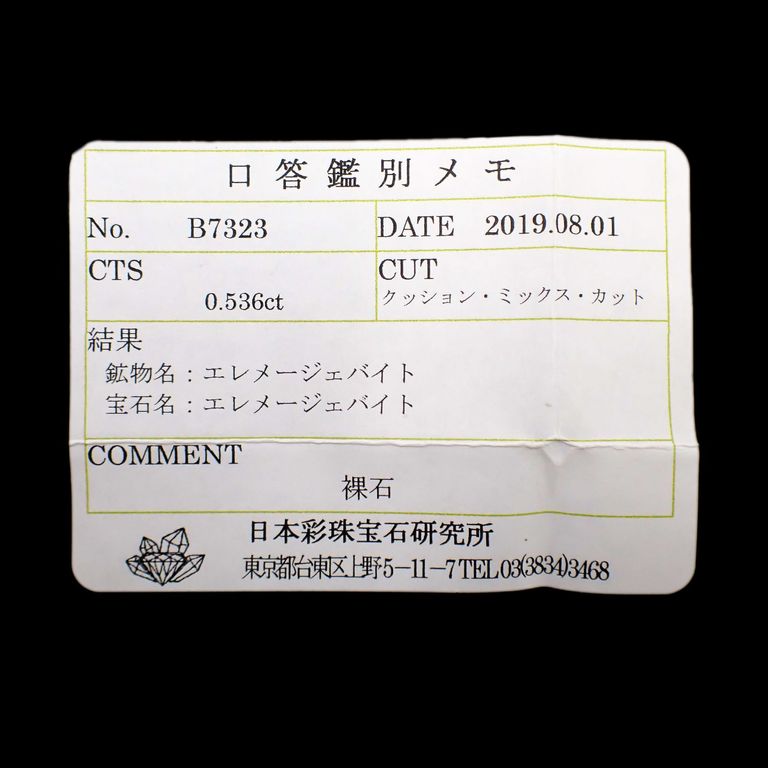 口答鑑別メモ
No. B7323 DATE 2019.08.01
CTS CUT
0.536ct クッション・ミックス・カット
結果
鉱物名：エレメージェバイト
宝石名：エレメージェバイト
COMMENT
裸石
日本彩珠宝石研究所
東京都台東区上野5－11－7 TEL 03(3834)3468